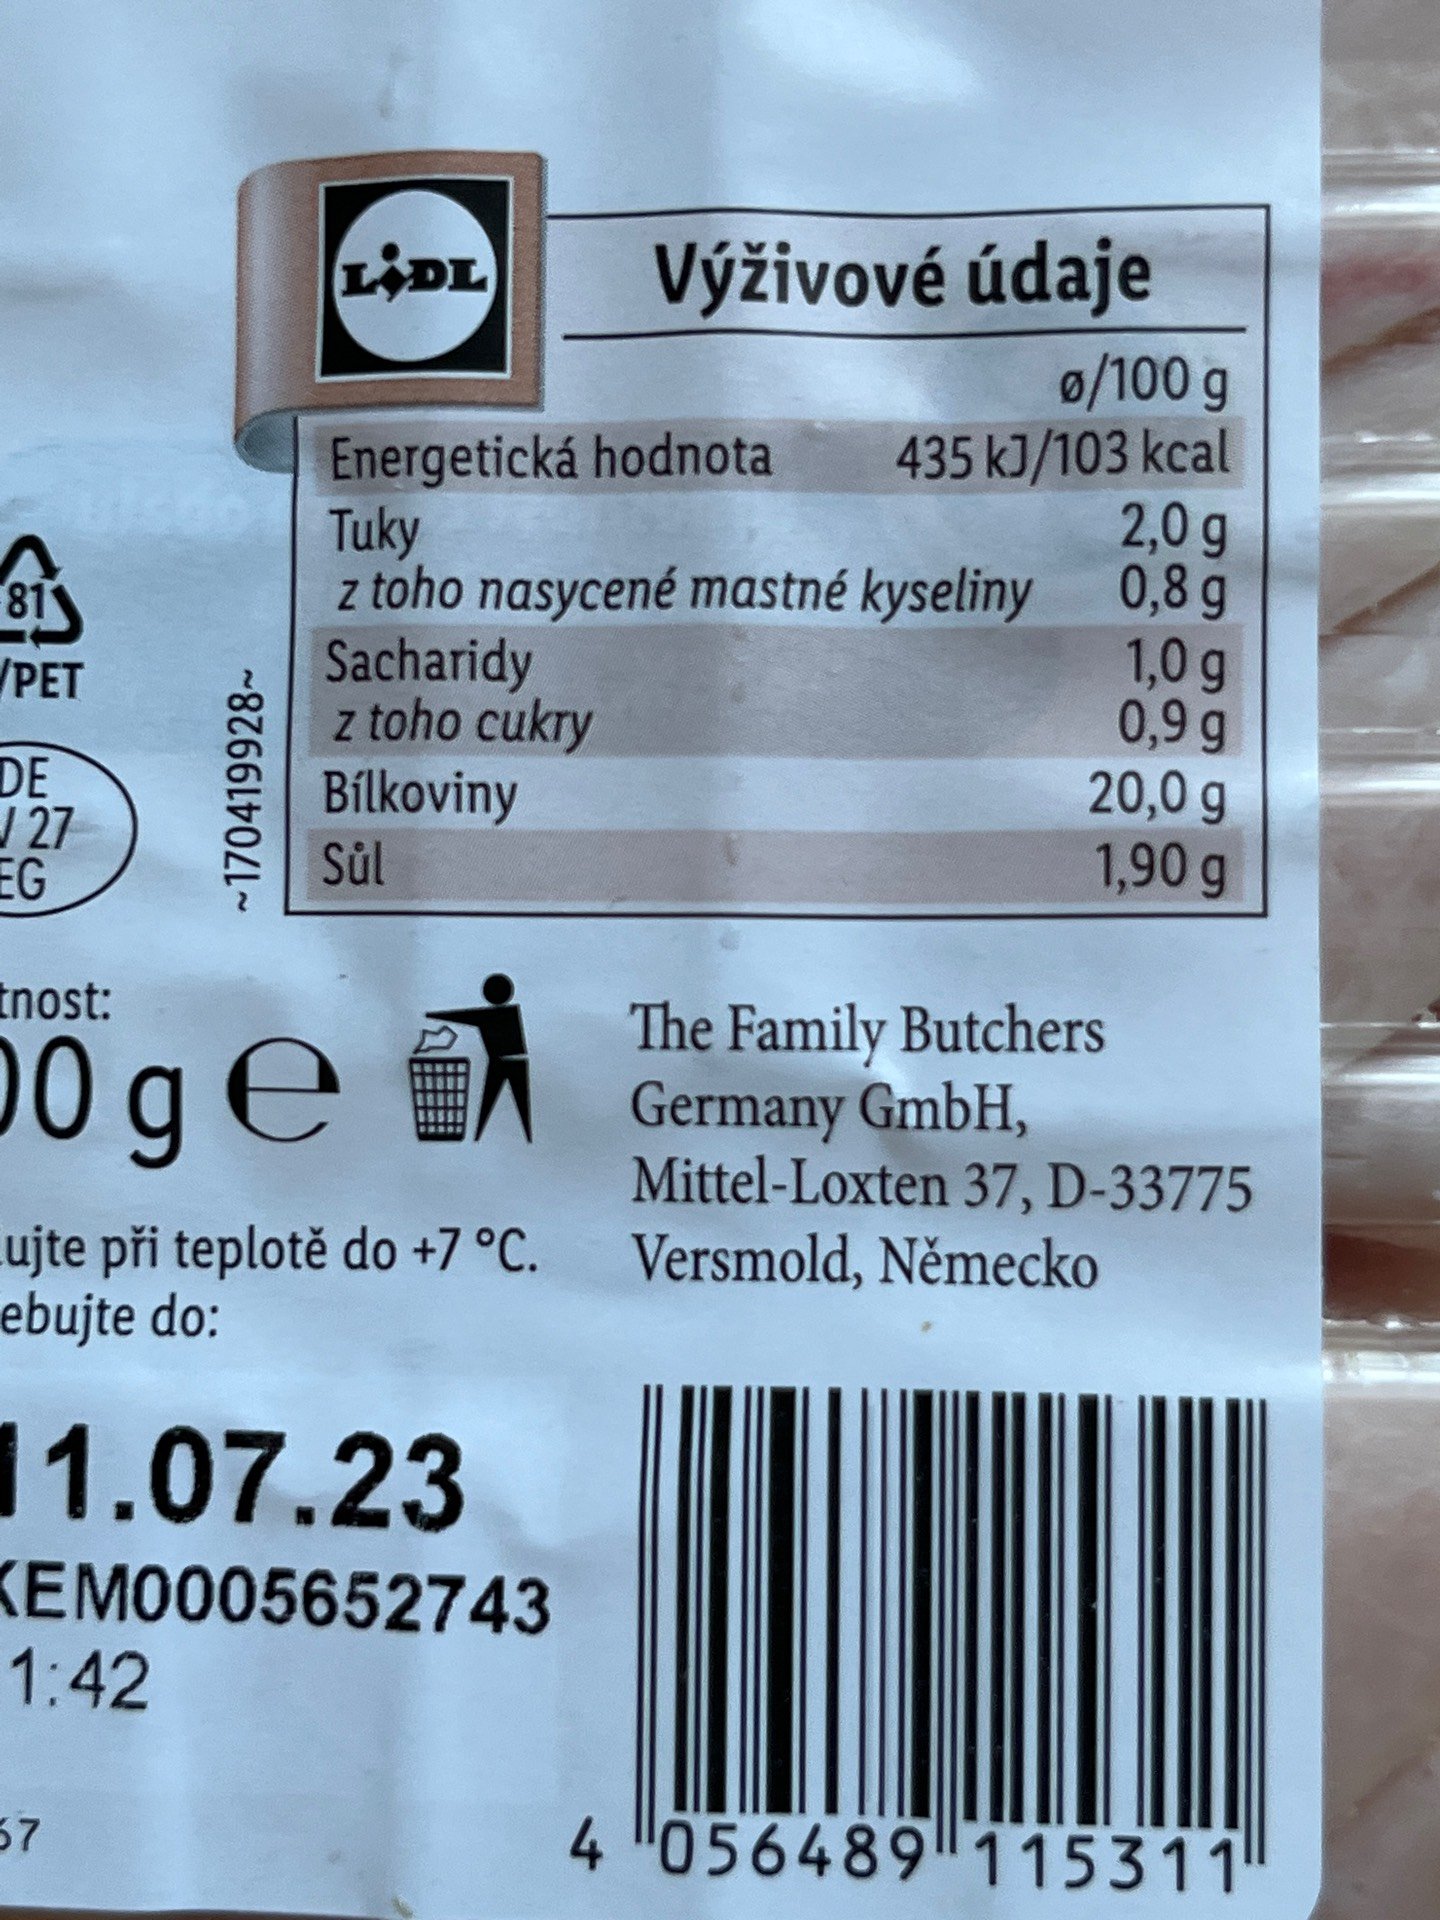 LIDL
Výživové údaje
ø/100 g
Energetická hodnota 435 kJ/103 kcal
Tuky 2,0 g
z toho nasycené mastné kyseliny 0,8 g
Sacharidy 1,0 g
z toho cukry 0,9 g
Bílkoviny 20,0 g
Sůl 1,90 g
81
/PET
~1704199928~
DE
27
EG
tnost:
00 g e
The Family Butchers
Germany GmbH,
Mittel-Loxten 37, D-33775
Versmold, Německo
ujte při teplotě do +7 °C.
ebujte do:
11.07.23
KEM0005652743
1:42
67
4 056489 115311